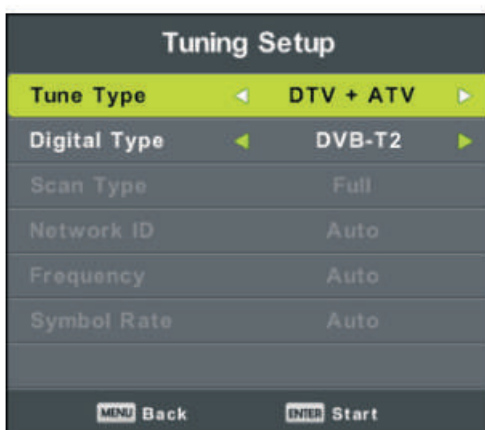 Tuning Setup
Tune Type DTV + ATV
Digital Type DVB-T2
Scan Type Full
Network ID Auto
Frequency Auto
Symbol Rate Auto
MENU Back ENTER Start